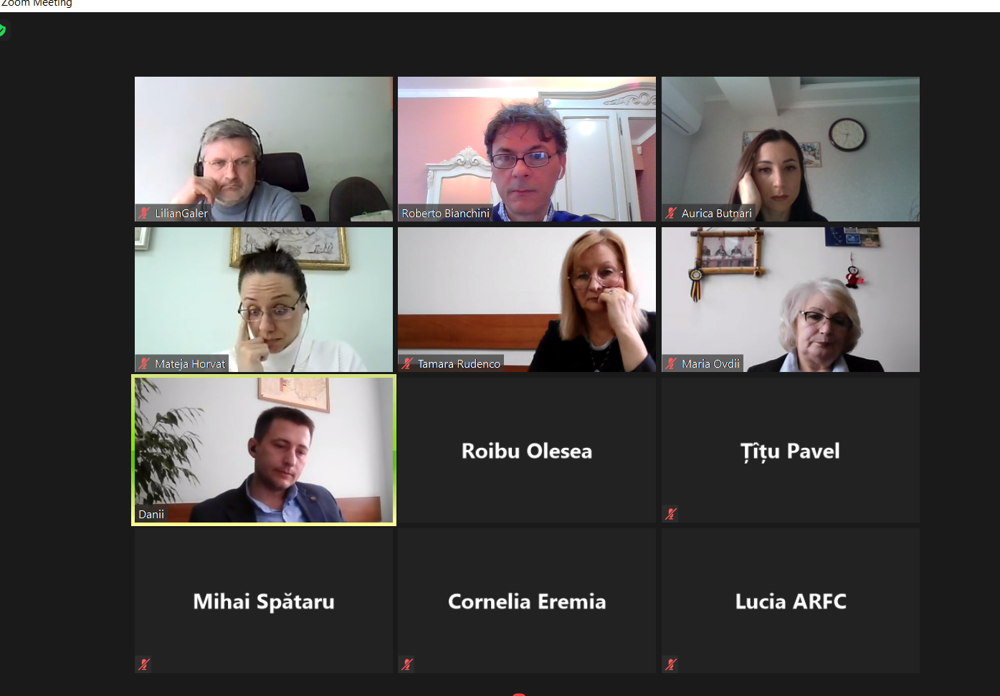 Zoom Meeting
LilianGaler
Roberto Bianchini
Aurica Butnari
Mateja Horvat
Tamara Rudenco
Maria Ovdii
Danii
Roibu Olesea
Țîțu Pavel
Mihai Spătaru
Cornelia Eremia
Lucia ARFC